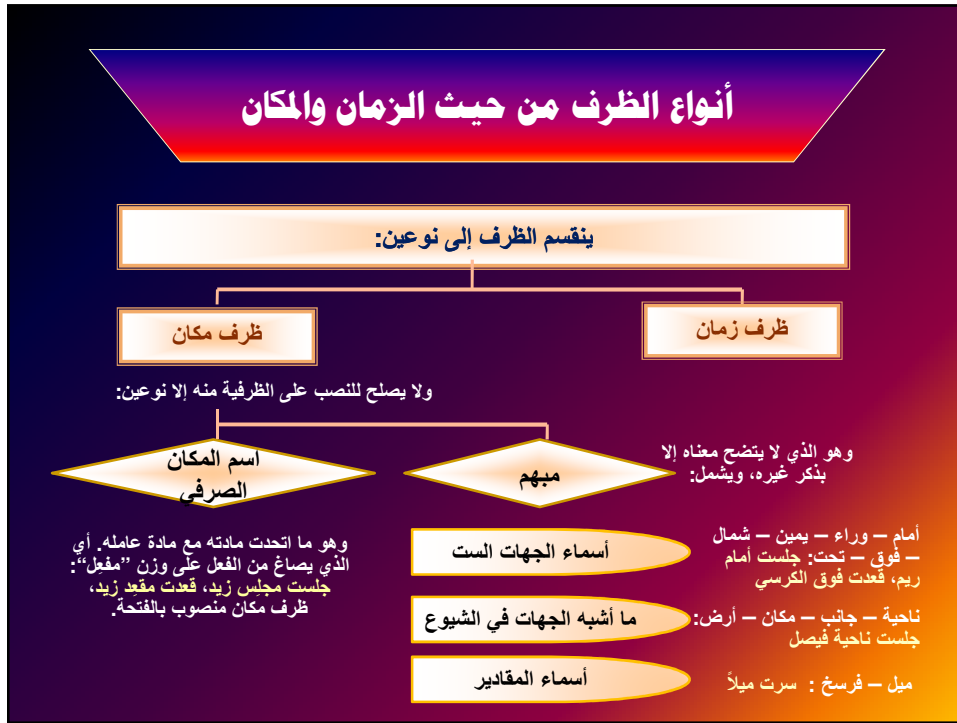 أنواع الظرف من حيث الزمان والمكان
ينقسم الظرف إلى نوعين:
ظرف زمان
ظرف مكان
ولا يصلح للنصب على الظرفية منه إلا نوعين:
مبهم
وهو الذي لا يتضح معناه إلا
بذكر غيره، ويشمل:
أسماء الجهات الست
أمام – وراء – يمين – شمال
– فوق – تحت: جلست أمام
ريم، قعدت فوق الكرسي
ما أشبه الجهات في الشيوع
ناحية – جانب – مكان – أرض:
جلست ناحية فيصل
أسماء المقادير
ميل – فرسخ : سرت ميلاً
اسم المكان
الصرفي
وهو ما اتحدت مادته مع مادة عامله. أي
الذي يصاغ من الفعل على وزن ”مفعِل“:
جلست مجلِس زيد، قعدت مقعِد زيد،
ظرف مكان منصوب بالفتحة.